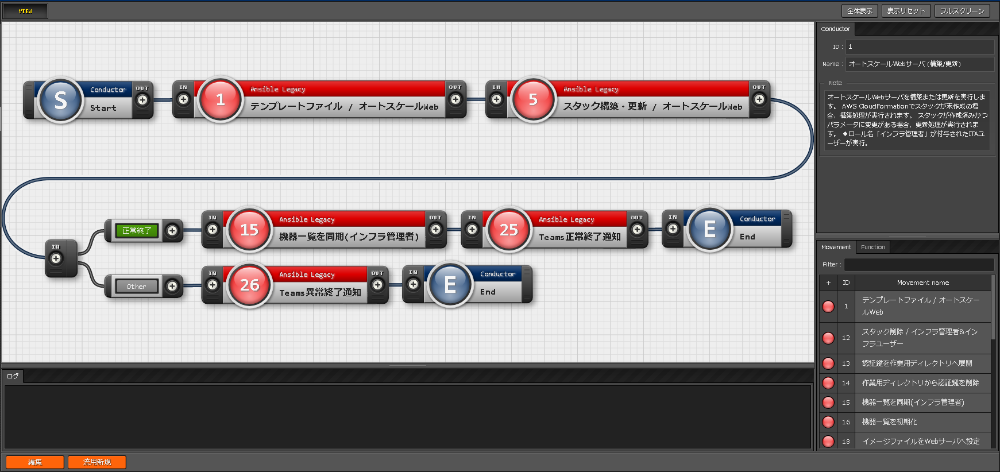 VIEW
全体表示
表示リセット
フルスクリーン
S
Conductor
Start
OUT
IN
1
Ansible Legacy
テンプレートファイル / オートスケールWeb
OUT
IN
5
Ansible Legacy
スタック構築・更新 / オートスケールWeb
OUT
IN
正常終了
Other
IN
15
Ansible Legacy
機器一覧を同期(インフラ管理者)
OUT
IN
25
Ansible Legacy
Teams正常終了通知
OUT
IN
E
Conductor
End
IN
26
Ansible Legacy
Teams異常終了通知
OUT
IN
E
Conductor
End
Conductor
ID :
1
Name :
オートスケールWebサーバ (構築/更新)
Note
オートスケールWebサーバを構築または更新を実行しま
す。 AWS CloudFormationでスタックが未作成の場
合、構築処理が実行されます。 スタックが作成済みかつ
パラメータに変更がある場合、更新処理が実行されま
す。 ◆ロール名「インフラ管理者」が付与されたITAユ
ーザーが実行。
Movement
Function
Filter :
+ ID Movement name
1 テンプレートファイル / オートスケー
ルWeb
12 スタック削除 / インフラ管理者&イン
フラユーザー
13 認証鍵を作業用ディレクトリへ展開
14 作業用ディレクトリから認証鍵を削除
15 機器一覧を同期(インフラ管理者)
16 機器一覧を初期化
18 イメージファイルをWebサーバへ設定
ログ
編集
流用新規